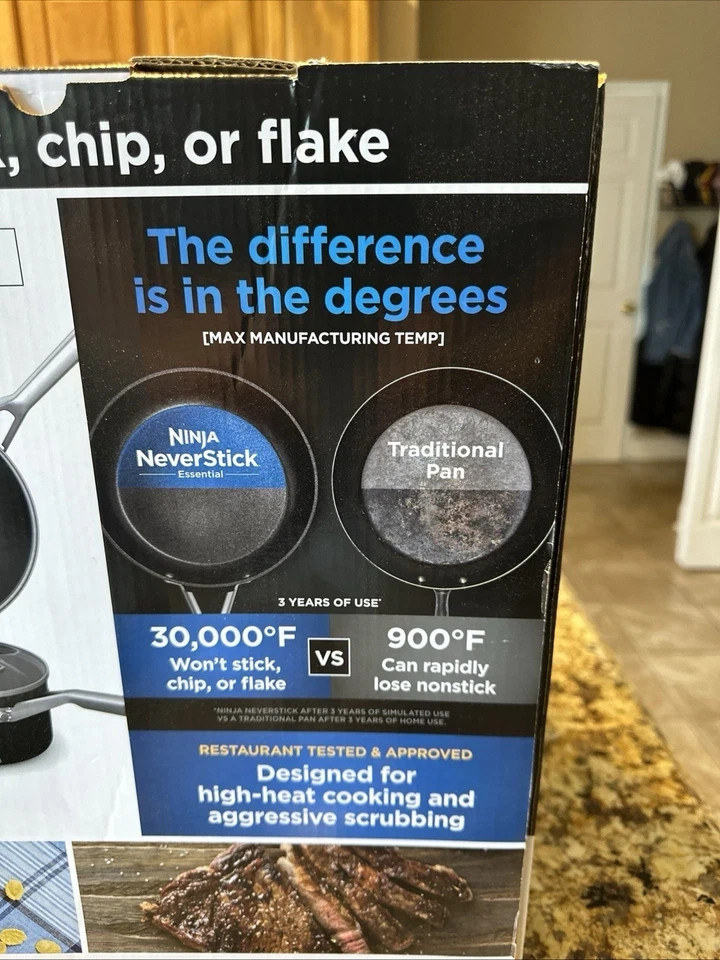 , chip, or flake
The difference
is in the degrees
[MAX MANUFACTURING TEMP]
NINJA
NeverStick
Essential
Traditional
Pan
3 YEARS OF USE*
30,000°F
Won't stick,
chip, or flake
VS
900°F
Can rapidly
lose nonstick
*NINJA NEVERSTICK AFTER 3 YEARS OF SIMULATED USE
VS A TRADITIONAL PAN AFTER 3 YEARS OF HOME USE.
RESTAURANT TESTED & APPROVED
Designed for
high-heat cooking and
aggressive scrubbing